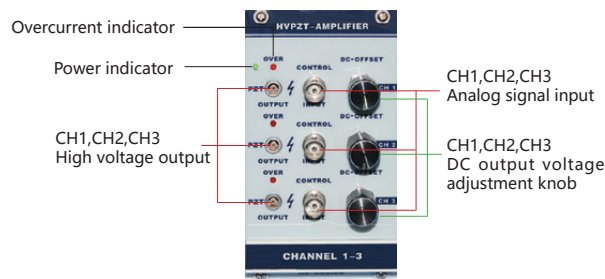 Overcurrent indicator
HVPZT-AMPLIFIER
Power indicator
OVER
CONTROL
DC-OFFSET
PZT
CH 1
OUTPUT
INPUT
CH1,CH2,CH3
Analog signal input
OVER
CONTROL
DC-OFFSET
PZT
CH 2
OUTPUT
INPUT
CH1,CH2,CH3
High voltage output
CH1,CH2,CH3
DC output voltage
adjustment knob
OVER
CONTROL
DC-OFFSET
PZT
CH 3
OUTPUT
INPUT
CHANNEL 1-3